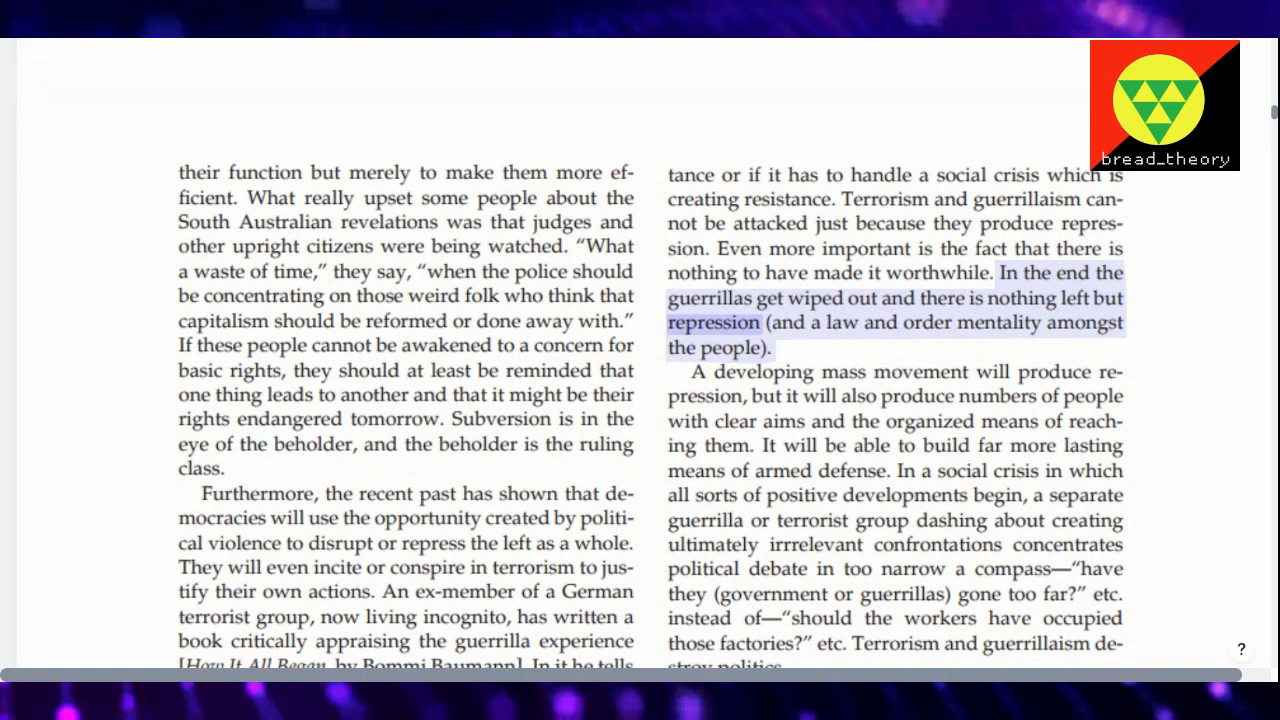 their function but merely to make them more ef-
ficient. What really upset some people about the
South Australian revelations was that judges and
other upright citizens were being watched. “What
a waste of time,” they say, “when the police should
be concentrating on those weird folk who think that
capitalism should be reformed or done away with.”
If these people cannot be awakened to a concern for
basic rights, they should at least be reminded that
one thing leads to another and that it might be their
rights endangered tomorrow. Subversion is in the
eye of the beholder, and the beholder is the ruling
class.
Furthermore, the recent past has shown that de-
mocracies will use the opportunity created by politi-
cal violence to disrupt or repress the left as a whole.
They will even incite or conspire in terrorism to jus-
tify their own actions. An ex-member of a German
terrorist group, now living incognito, has written a
book critically appraising the guerrilla experience
[How It All Began, by Bommi Baumann]. In it he tells
tance or if it has to handle a social crisis which is
creating resistance. Terrorism and guerrillaism can-
not be attacked just because they produce repres-
sion. Even more important is the fact that there is
nothing to have made it worthwhile. In the end the
guerrillas get wiped out and there is nothing left but
repression (and a law and order mentality amongst
the people).
A developing mass movement will produce re-
pression, but it will also produce numbers of people
with clear aims and the organized means of reach-
ing them. It will be able to build far more lasting
means of armed defense. In a social crisis in which
all sorts of positive developments begin, a separate
guerrilla or terrorist group dashing about creating
ultimately irrrelevant confrontations concentrates
political debate in too narrow a compass—“have
they (government or guerrillas) gone too far?” etc.
instead of—“should the workers have occupied
those factories?” etc. Terrorism and guerrillaism de-
stroy politics.
bread_theory
?